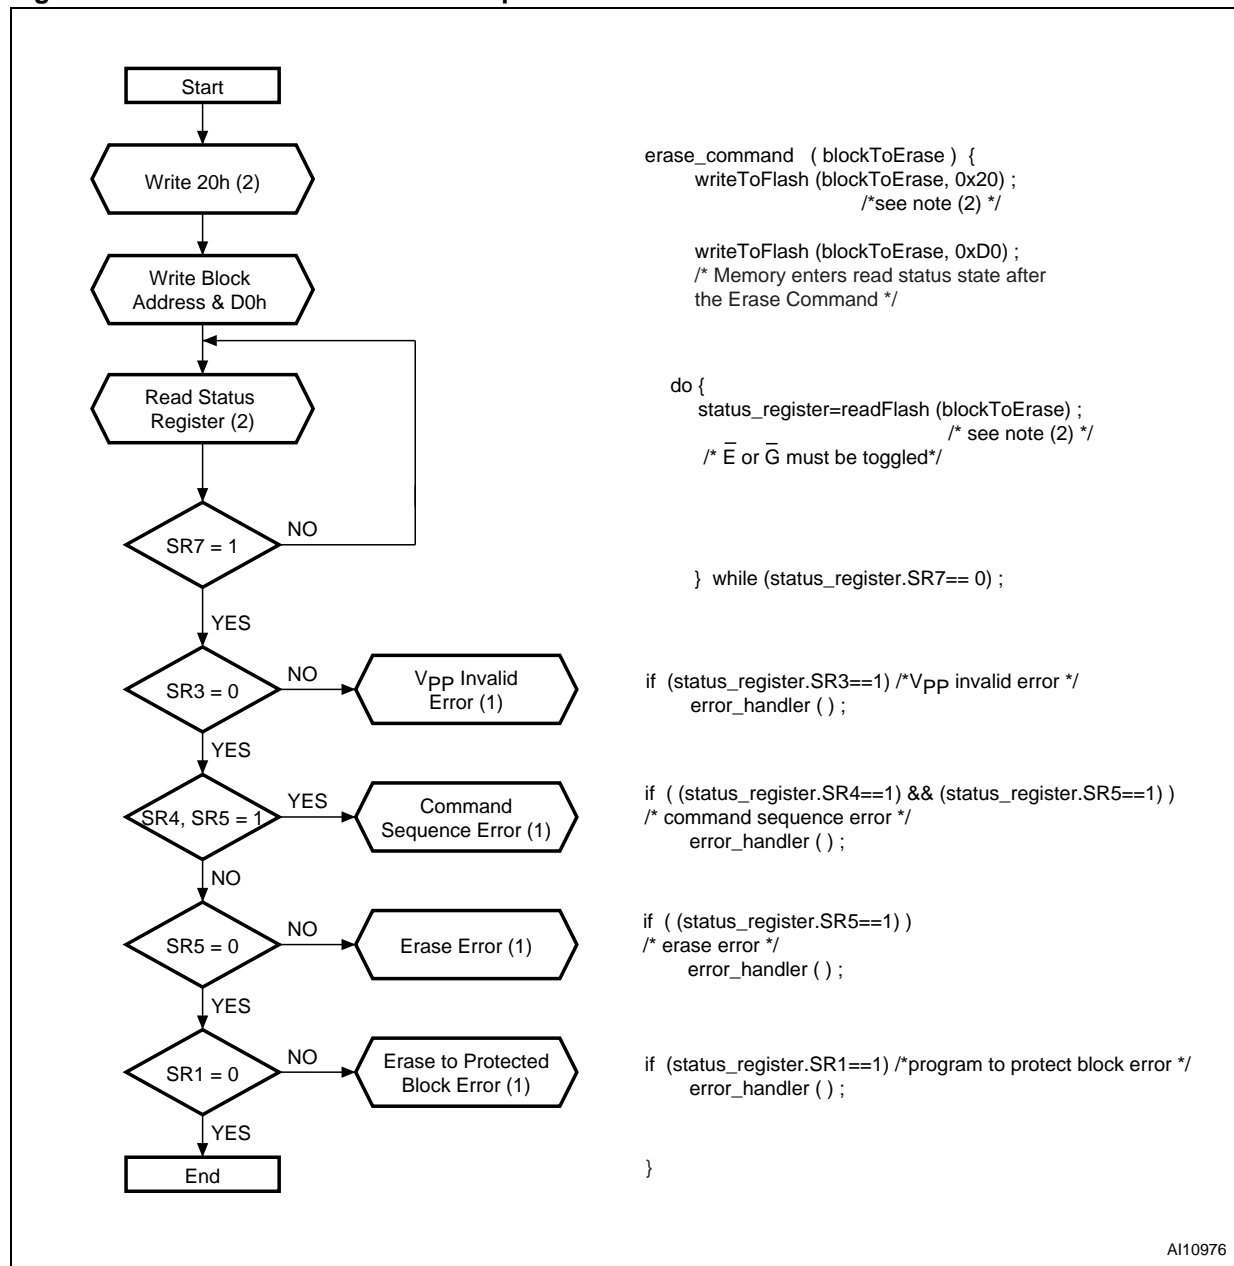 Start
Write 20h (2)
Write Block
Address & D0h
Read Status
Register (2)
SR7 = 1
NO
YES
SR3 = 0
NO
VPP Invalid
Error (1)
YES
SR4, SR5 = 1
YES
Command
Sequence Error (1)
NO
SR5 = 0
NO
Erase Error (1)
YES
SR1 = 0
NO
Erase to Protected
Block Error (1)
YES
End
erase_command ( blockToErase ) {
writeToFlash (blockToErase, 0x20) ;
/*see note (2) */
writeToFlash (blockToErase, 0xD0) ;
/* Memory enters read status state after
the Erase Command */
do {
status_register=readFlash (blockToErase) ;
/* see note (2) */
/* E̅ or G̅ must be toggled*/
} while (status_register.SR7== 0) ;
if (status_register.SR3==1) /*VPP invalid error */
error_handler ( ) ;
if ( (status_register.SR4==1) && (status_register.SR5==1) )
/* command sequence error */
error_handler ( ) ;
if ( (status_register.SR5==1) )
/* erase error */
error_handler ( ) ;
if (status_register.SR1==1) /*program to protect block error */
error_handler ( ) ;
}
AI10976